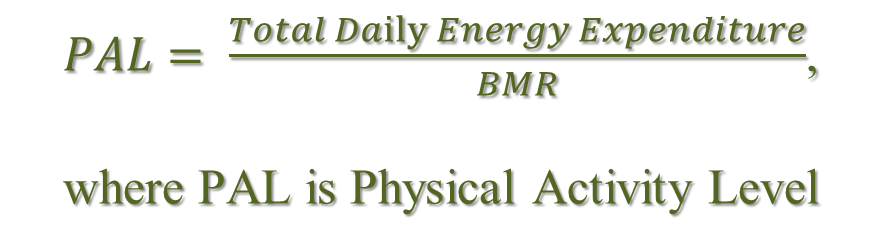 PAL = Total Daily Energy Expenditure / BMR,
where PAL is Physical Activity Level